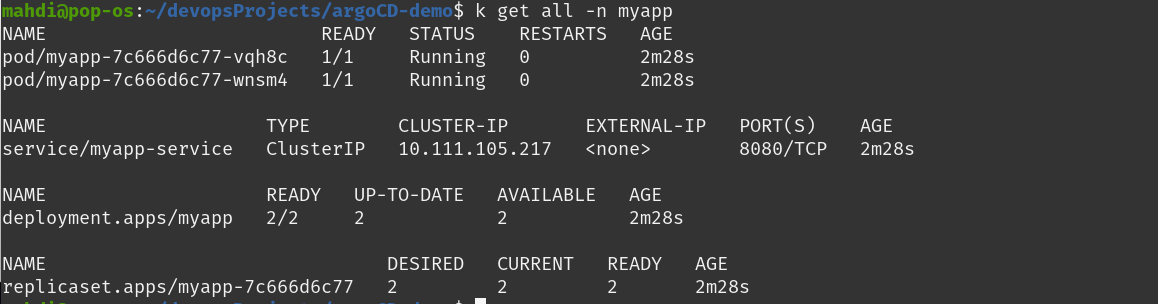 mahdi@pop-os:~/devopsProjects/argoCD-demo$ k get all -n myapp
NAME                         READY   STATUS    RESTARTS   AGE
pod/myapp-7c666d6c77-vqh8c   1/1     Running   0          2m28s
pod/myapp-7c666d6c77-wnsm4   1/1     Running   0          2m28s
NAME                    TYPE        CLUSTER-IP       EXTERNAL-IP   PORT(S)    AGE
service/myapp-service   ClusterIP   10.111.105.217   <none>        8080/TCP   2m28s
NAME                    READY   UP-TO-DATE   AVAILABLE   AGE
deployment.apps/myapp   2/2     2            2           2m28s
NAME                               DESIRED   CURRENT   READY   AGE
replicaset.apps/myapp-7c666d6c77   2         2         2       2m28s